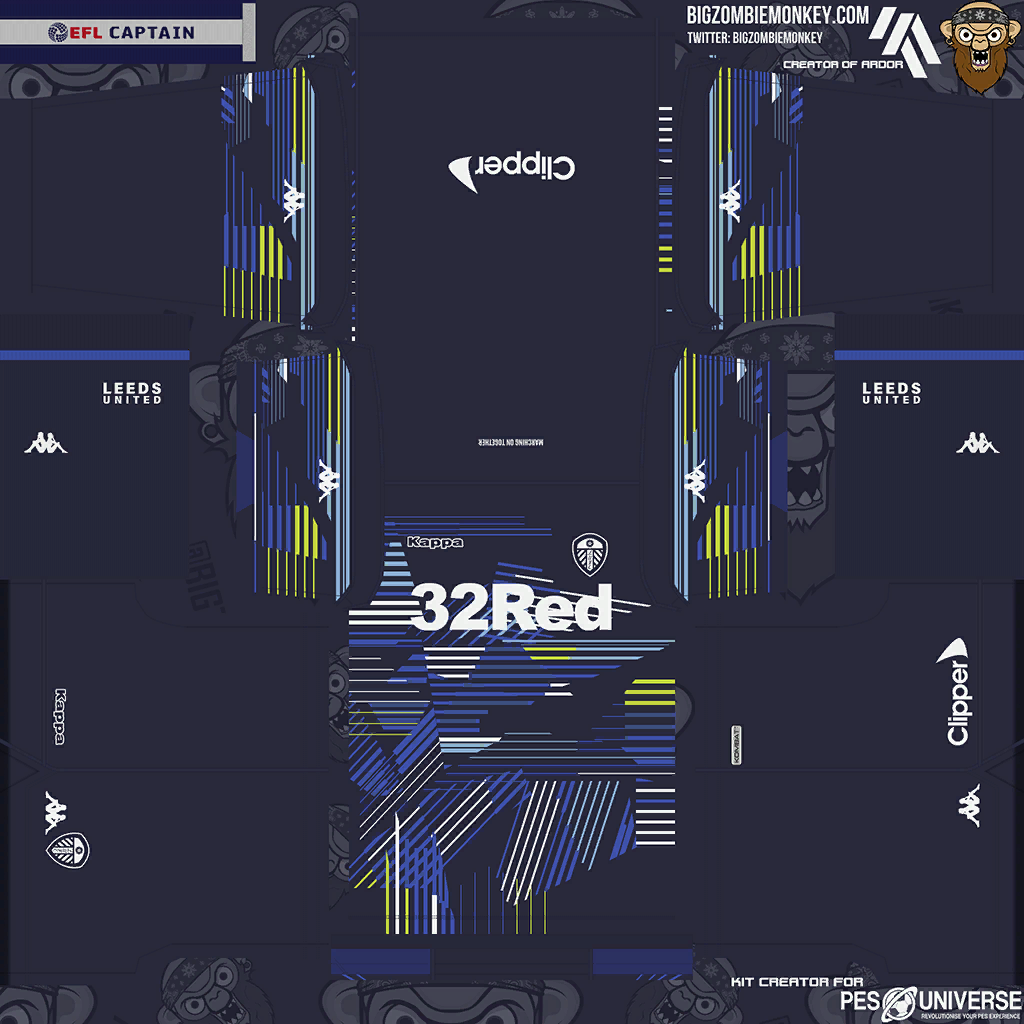 EFL CAPTAIN
BIGZOMBIEMONKEY.COM
TWITTER: BIGZOMBIEMONKEY
CREATOR OF ARDOR
Clipper
LEEDS
UNITED
LEEDS
UNITED
MARCHING ON TOGETHER
Kappa
32Red
Kappa
KOMBAT
Clipper
KIT CREATOR FOR
PES UNIVERSE
REVOLUTIONISE YOUR PES EXPERIENCE